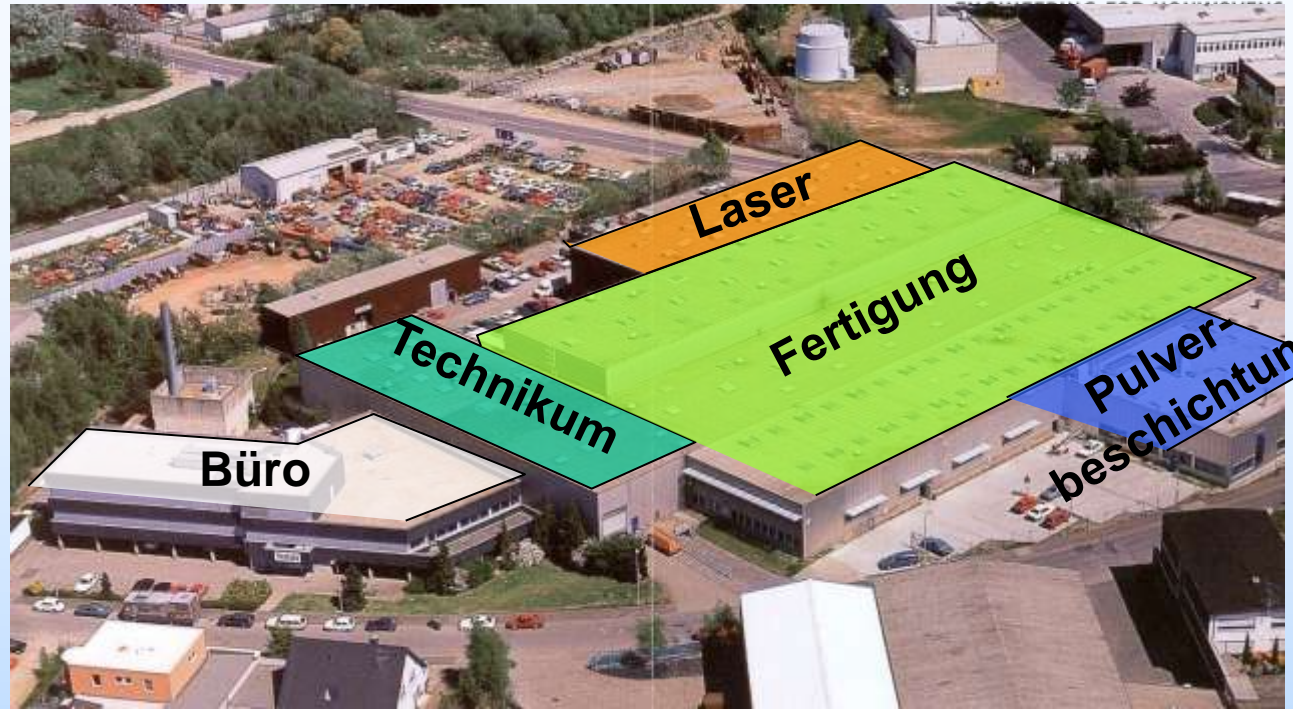 Laser
Fertigung
Technikum
Pulver-
beschichtun
Büro